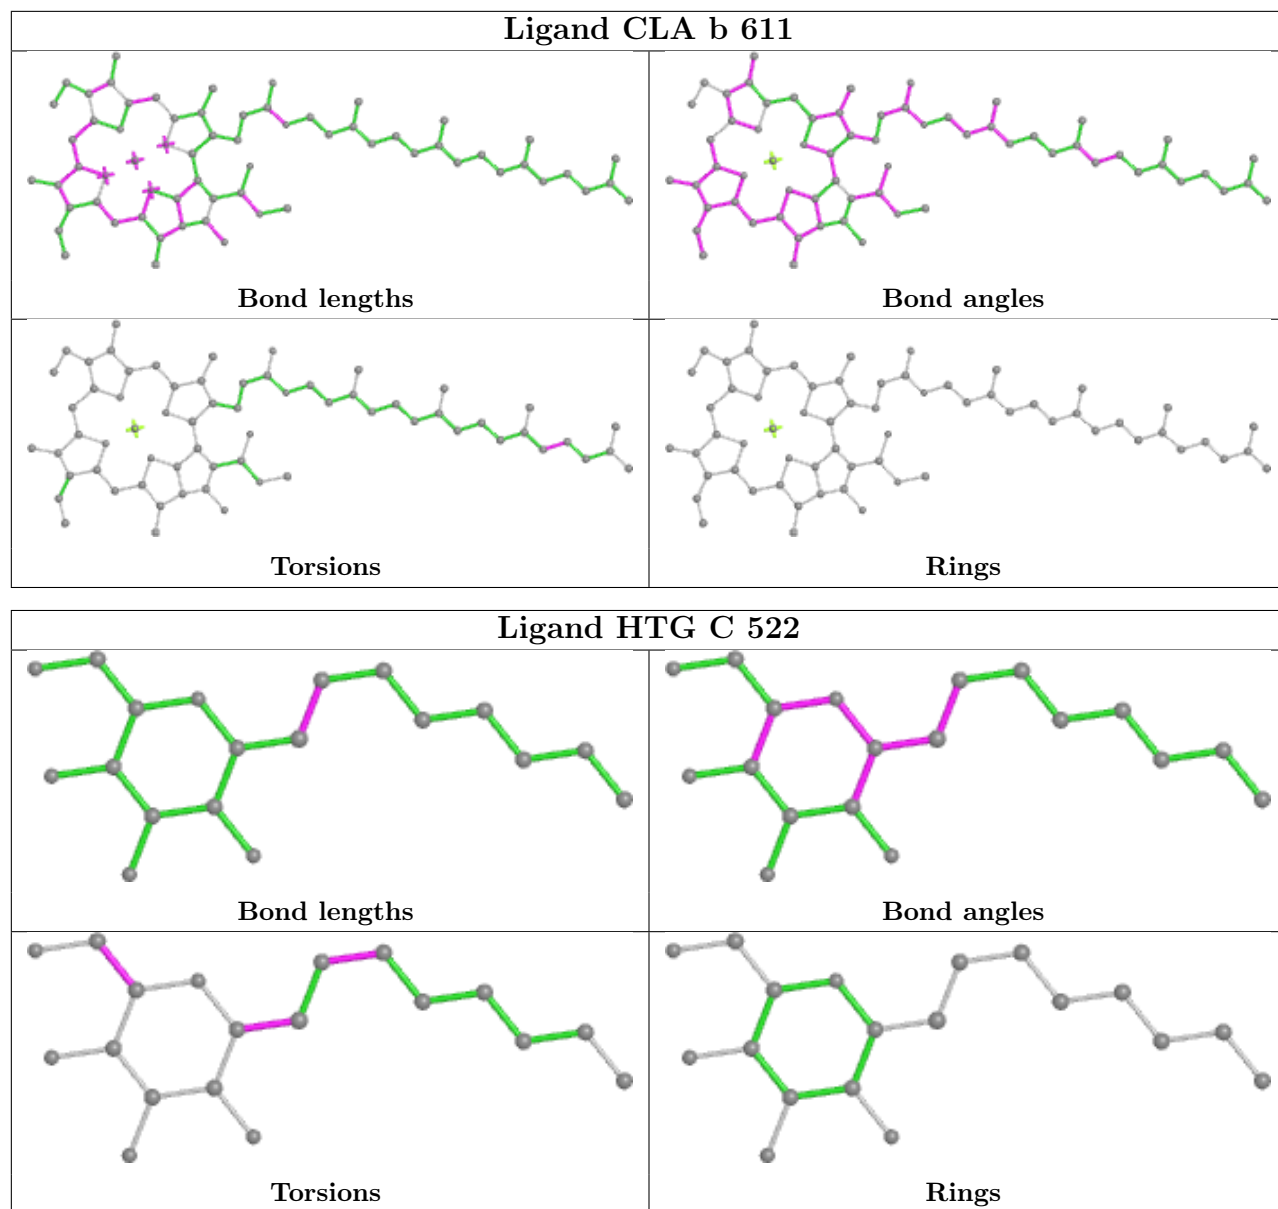 Ligand CLA b 611
Bond lengths
Bond angles
Torsions
Rings
Ligand HTG C 522
Bond lengths
Bond angles
Torsions
Rings